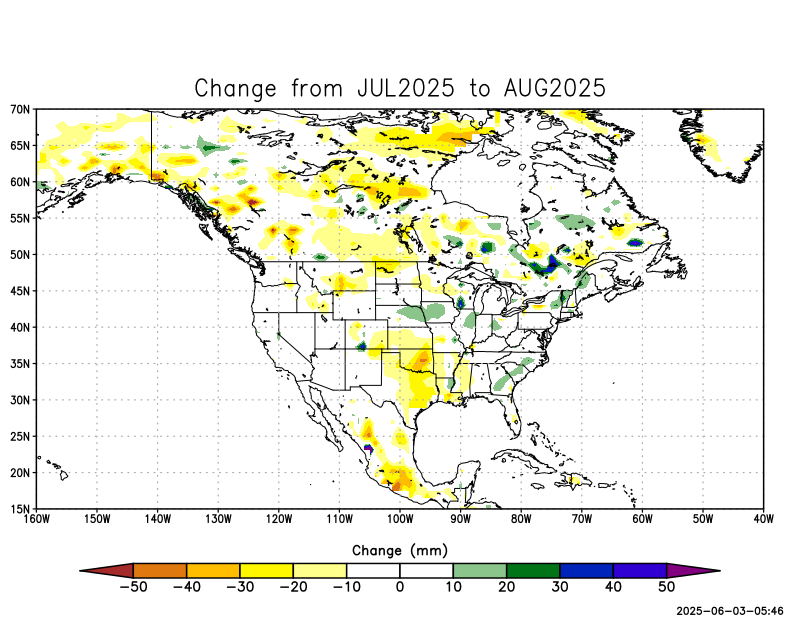 Change from JUL2025 to AUG2025
70N
65N
60N
55N
50N
45N
40N
35N
30N
25N
20N
15N
160W 150W 140W 130W 120W 110W 100W 90W 80W 70W 60W 50W 40W
Change (mm)
−50 −40 −30 −20 −10 0 10 20 30 40 50
2025-06-03-05:46